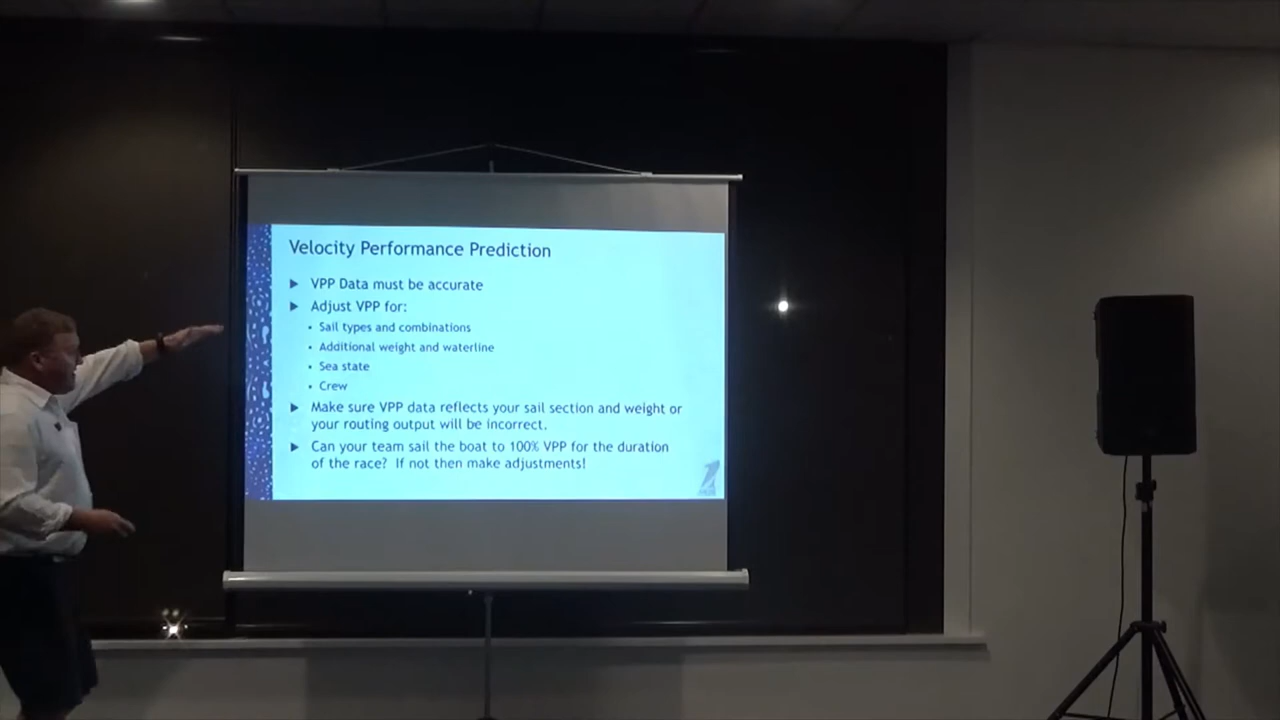 Velocity Performance Prediction
VPP Data must be accurate
Adjust VPP for:
Sail types and combinations
Additional weight and waterline
Sea state
Crew
Make sure VPP data reflects your sail section and weight or
your routing output will be incorrect.
Can your team sail the boat to 100% VPP for the duration
of the race? If not then make adjustments!